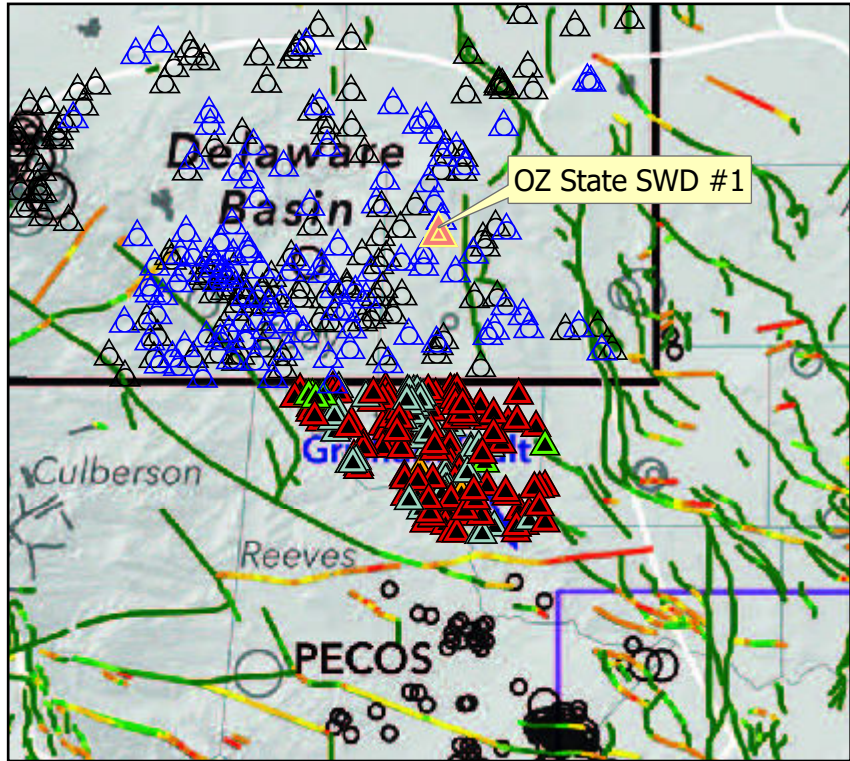 Delaware
Basin
OZ State SWD #1
Culberson
Reeves
PECOS